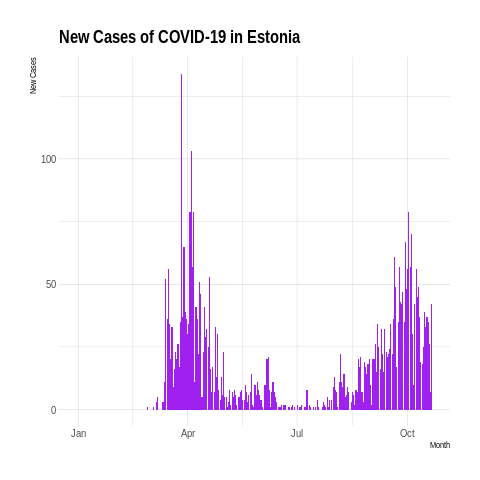 New Cases of COVID-19 in Estonia
New Cases
100
50
0
Jan Apr Jul Oct
Month